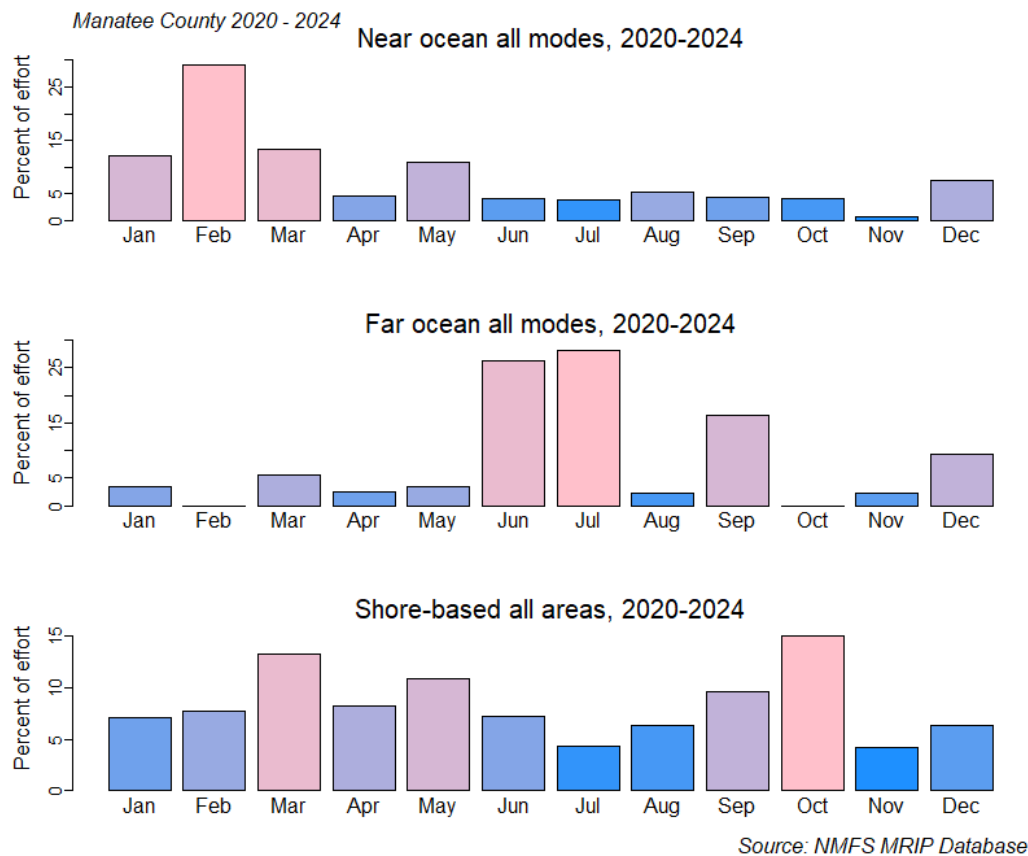 Manatee County 2020 - 2024
Near ocean all modes, 2020-2024
Percent of effort
0 5 15 25
Jan Feb Mar Apr May Jun Jul Aug Sep Oct Nov Dec
Far ocean all modes, 2020-2024
Percent of effort
0 5 15 25
Jan Feb Mar Apr May Jun Jul Aug Sep Oct Nov Dec
Shore-based all areas, 2020-2024
Percent of effort
0 5 10 15
Jan Feb Mar Apr May Jun Jul Aug Sep Oct Nov Dec
Source: NMFS MRIP Database